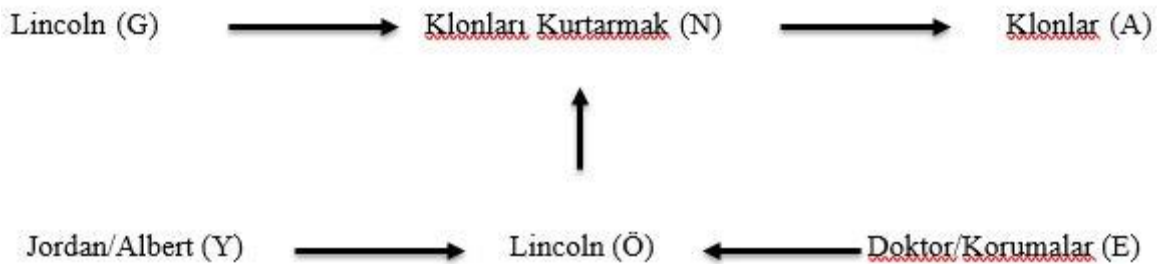 Lincoln (G) Klonları Kurtarmak (N) Klonlar (A)
Jordan/Albert (Y) Lincoln (Ö) Doktor/Korumalar (E)